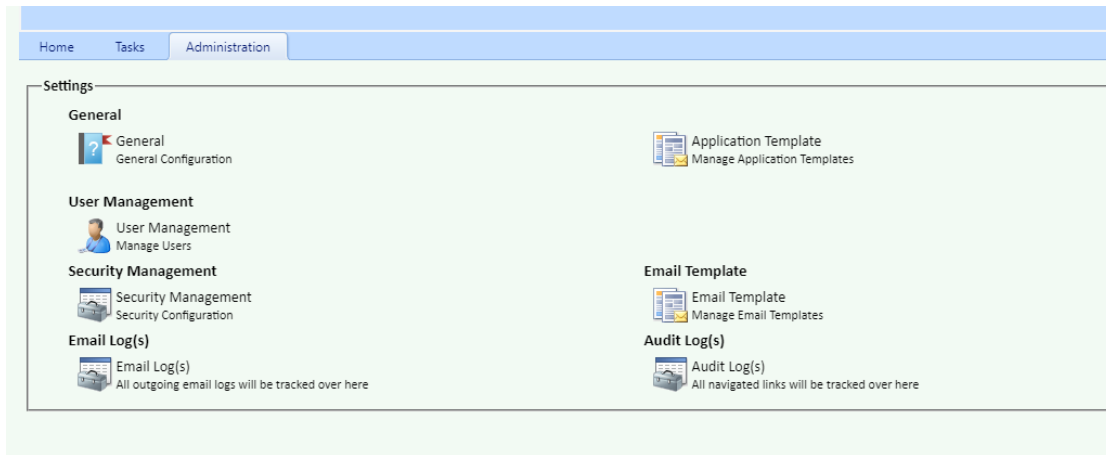 Home Tasks Administration
Settings
General
General
General Configuration
Application Template
Manage Application Templates
User Management
User Management
Manage Users
Security Management
Security Management
Security Configuration
Email Template
Email Template
Manage Email Templates
Email Log(s)
Email Log(s)
All outgoing email logs will be tracked over here
Audit Log(s)
Audit Log(s)
All navigated links will be tracked over here